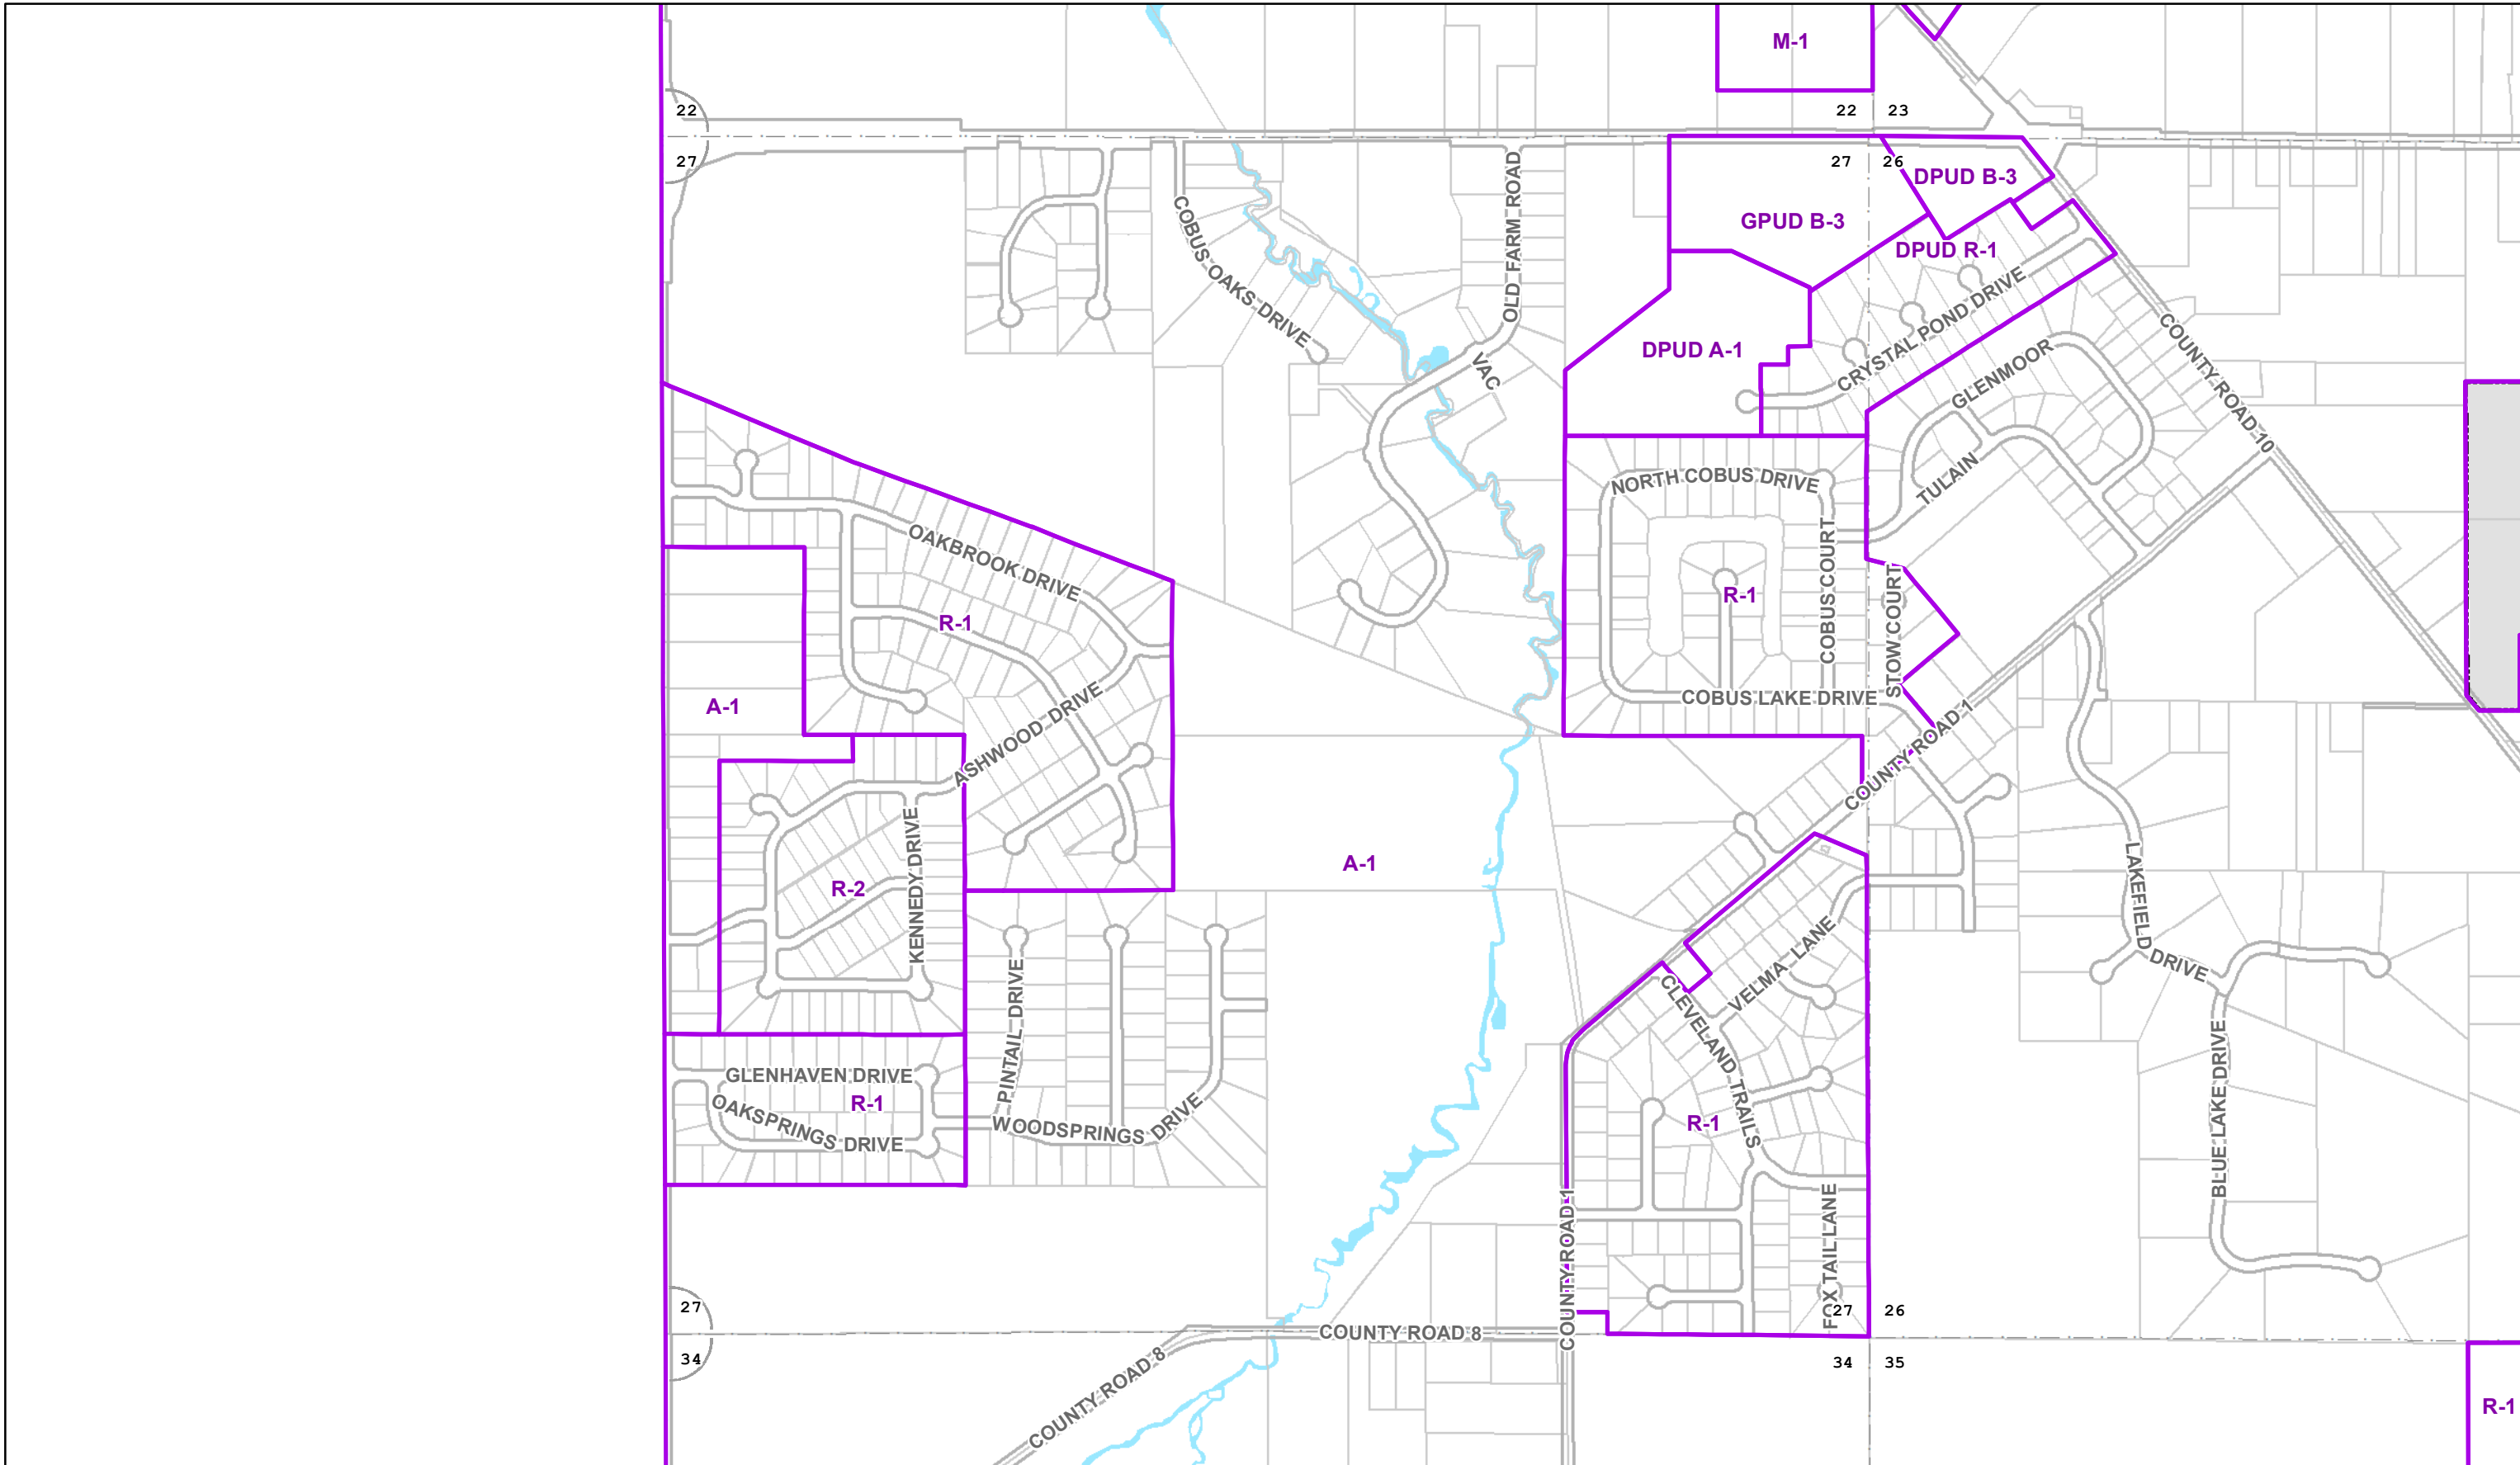 M-1
22
22 23
27
27 26
DPUD B-3
GPUD B-3
DPUD R-1
OLD FARM ROAD
COBUS OAKS DRIVE
VAC
DPUD A-1
CRYSTAL POND DRIVE
GLENMOOR
COUNTY ROAD 10
TULAIN
NORTH COBUS DRIVE
OAKBROOK DRIVE
R-1
R-1
COBUS COURT
STOW COURT
COBUS LAKE DRIVE
A-1
ASHWOOD DRIVE
COUNTY ROAD 1
A-1
R-2
KENNEDY DRIVE
LAKEFIELD DRIVE
VELMA LANE
CLEVELAND TRAILS
PINTAIL DRIVE
GLENHAVEN DRIVE
R-1
OAKSPRINGS DRIVE
WOODSPRINGS DRIVE
R-1
BLUE LAKE DRIVE
FOX TAIL LANE
COUNTY ROAD 1
27
27 26
COUNTY ROAD 8
34
34 35
COUNTY ROAD 8
R-1